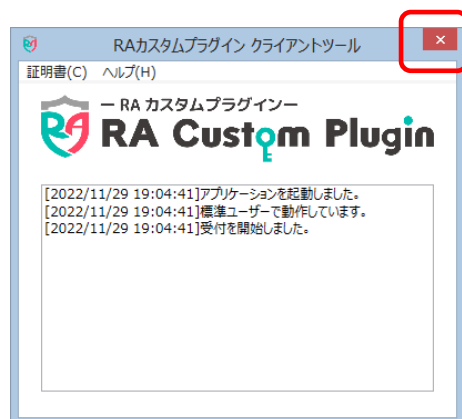 RAカスタムプラグイン クライアントツール
証明書(C) ヘルプ(H)
ー RA カスタムプラグインー
RA Custom Plugin
[2022/11/29 19:04:41]アプリケーションを起動しました。
[2022/11/29 19:04:41]標準ユーザーで動作しています。
[2022/11/29 19:04:41]受付を開始しました。